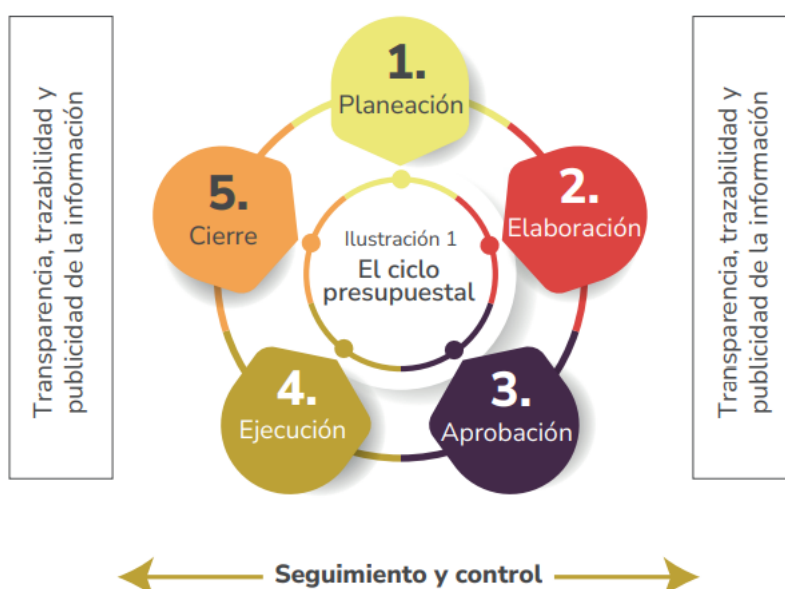 Transparencia, trazabilidad y
publicidad de la información
1.
Planeación
2.
Elaboración
3.
Aprobación
4.
Ejecución
5.
Cierre
Ilustración 1
El ciclo
presupuestal
Transparencia, trazabilidad y
publicidad de la información
Seguimiento y control